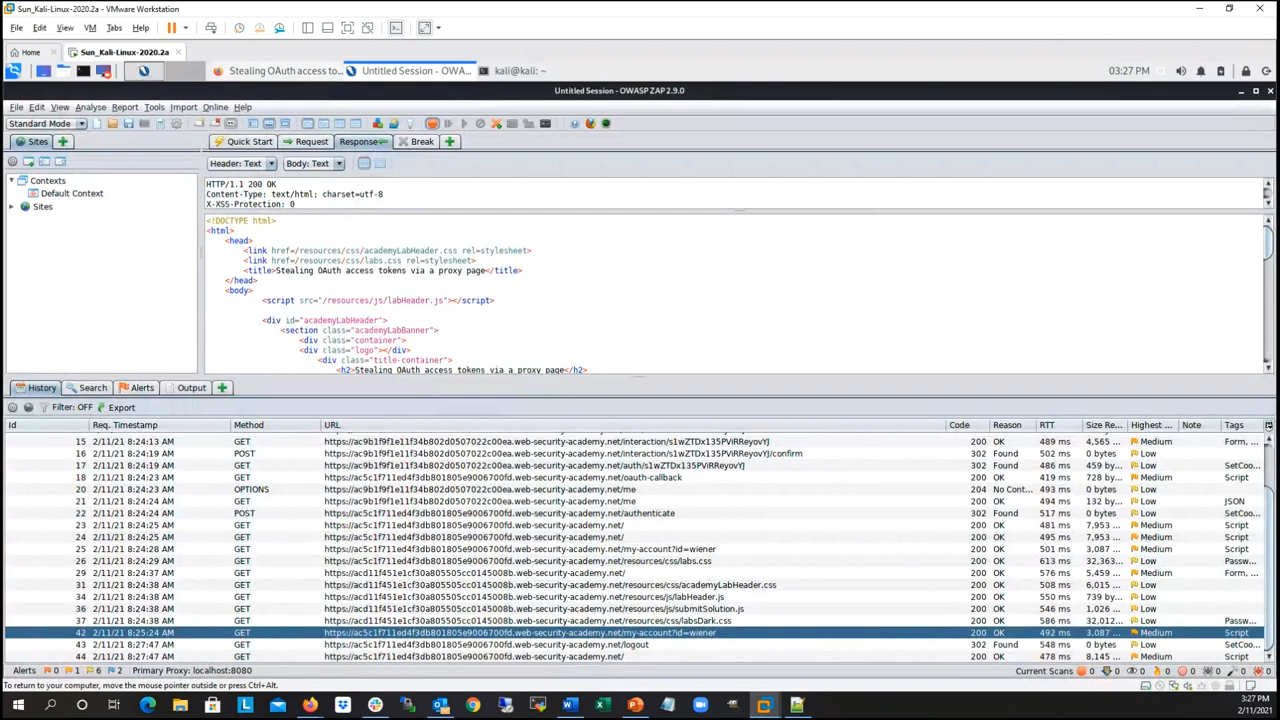 Sun_Kali-Linux-2020.2a - VMware Workstation
File Edit View VM Tabs Help
Home Sun_Kali-Linux-2020.2a
Stealing OAuth access to... Untitled Session - OWA... kali@kali: ~ 03:27 PM
Untitled Session - OWASP ZAP 2.9.0
File Edit View Analyse Report Tools Import Online Help
Standard Mode
Sites Quick Start Request Response Break
Header: Text Body: Text
Contexts
Default Context
Sites
HTTP/1.1 200 OK
Content-Type: text/html; charset=utf-8
X-XSS-Protection: 0
<!DOCTYPE html>
<html>
<head>
<link href=/resources/css/academyLabHeader.css rel=stylesheet>
<link href=/resources/css/labs.css rel=stylesheet>
<title>Stealing OAuth access tokens via a proxy page</title>
</head>
<body>
<script src="/resources/js/labHeader.js"></script>
<div id="academyLabHeader">
<section class="academyLabBanner">
<div class="container">
<div class="logo"></div>
<div class="title-container">
<h2>Stealing OAuth access tokens via a proxy page</h2>
History Search Alerts Output
Filter: OFF Export
Id Req. Timestamp Method URL Code Reason RTT Size Re... Highest ... Note Tags
15 2/11/21 8:24:13 AM GET https://ac9b1f9f1e11f34b802d0507022c00ea.web-security-academy.net/interaction/s1wZTDx135PViRReyovYJ 200 OK 489 ms 4,565 ... Medium Form, ...
16 2/11/21 8:24:19 AM POST https://ac9b1f9f1e11f34b802d0507022c00ea.web-security-academy.net/interaction/s1wZTDx135PViRReyovYJ/confirm 302 Found 502 ms 0 bytes Low
17 2/11/21 8:24:19 AM GET https://ac9b1f9f1e11f34b802d0507022c00ea.web-security-academy.net/auth/s1wZTDx135PViRReyovYJ 302 Found 486 ms 459 by... Low SetCoo...
18 2/11/21 8:24:24 AM GET https://ac5c1f711ed4f3db801805e9006700fd.web-security-academy.net/oauth-callback 200 OK 419 ms 728 by... Medium Script
20 2/11/21 8:24:24 AM OPTIONS https://ac9b1f9f1e11f34b802d0507022c00ea.web-security-academy.net/me 204 No Cont... 493 ms 0 bytes Low
21 2/11/21 8:24:24 AM GET https://ac9b1f9f1e11f34b802d0507022c00ea.web-security-academy.net/me 200 OK 494 ms 132 by... Low JSON
22 2/11/21 8:24:24 AM POST https://ac5c1f711ed4f3db801805e9006700fd.web-security-academy.net/authenticate 302 Found 517 ms 0 bytes Low SetCoo...
23 2/11/21 8:24:25 AM GET https://ac5c1f711ed4f3db801805e9006700fd.web-security-academy.net/ 200 OK 481 ms 7,953 ... Medium Script
24 2/11/21 8:24:25 AM GET https://ac5c1f711ed4f3db801805e9006700fd.web-security-academy.net/ 200 OK 495 ms 7,953 ... Medium Script
25 2/11/21 8:24:28 AM GET https://ac5c1f711ed4f3db801805e9006700fd.web-security-academy.net/my-account?id=wiener 200 OK 501 ms 3,087 ... Medium Script
26 2/11/21 8:24:29 AM GET https://ac5c1f711ed4f3db801805e9006700fd.web-security-academy.net/resources/css/labs.css 200 OK 613 ms 32,363... Low Passw...
29 2/11/21 8:24:37 AM GET https://acd11f451e1cf30a805505cc0145008b.web-security-academy.net/ 200 OK 576 ms 5,459 ... Medium Form, ...
31 2/11/21 8:24:38 AM GET https://acd11f451e1cf30a805505cc0145008b.web-security-academy.net/resources/css/academyLabHeader.css 200 OK 508 ms 6,015 ... Low
34 2/11/21 8:24:38 AM GET https://acd11f451e1cf30a805505cc0145008b.web-security-academy.net/resources/js/labHeader.js 200 OK 550 ms 739 by... Low
36 2/11/21 8:24:38 AM GET https://acd11f451e1cf30a805505cc0145008b.web-security-academy.net/resources/js/submitSolution.js 200 OK 546 ms 1,026 ... Low
37 2/11/21 8:24:38 AM GET https://acd11f451e1cf30a805505cc0145008b.web-security-academy.net/resources/css/labsDark.css 200 OK 586 ms 32,012... Low Passw...
42 2/11/21 8:25:24 AM GET https://ac5c1f711ed4f3db801805e9006700fd.web-security-academy.net/my-account?id=wiener 200 OK 492 ms 3,087 ... Medium Script
43 2/11/21 8:27:47 AM GET https://ac5c1f711ed4f3db801805e9006700fd.web-security-academy.net/logout 302 Found 548 ms 0 bytes Low
44 2/11/21 8:27:47 AM GET https://ac5c1f711ed4f3db801805e9006700fd.web-security-academy.net/ 200 OK 478 ms 8,145 ... Medium Script
Alerts 0 1 6 2 Primary Proxy: localhost:8080 Current Scans 0 0 0 0 0 0 0 0
To return to your computer, move the mouse pointer outside or press Ctrl+Alt.
3:27 PM
2/11/2021